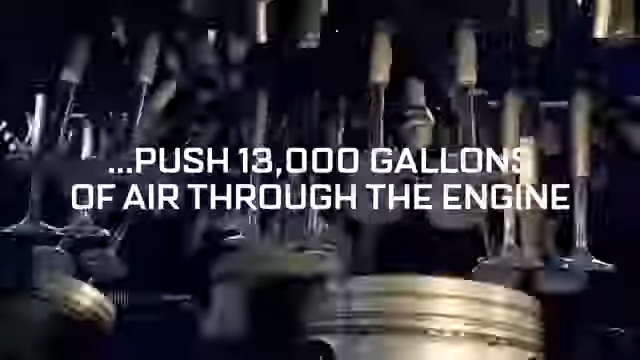 ...PUSH 13,000 GALLONS
OF AIR THROUGH THE ENGINE